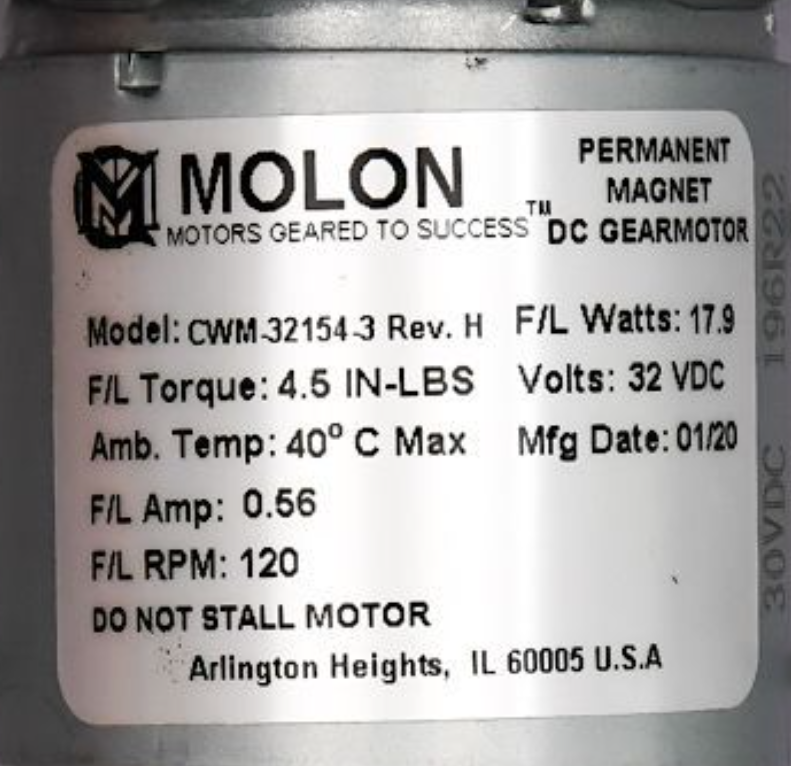 MOLON
MOTORS GEARED TO SUCCESS™
PERMANENT
MAGNET
DC GEARMOTOR
Model: CWM-32154-3 Rev. H
F/L Watts: 17.9
F/L Torque: 4.5 IN-LBS
Volts: 32 VDC
Amb. Temp: 40° C Max
Mfg Date: 01/20
F/L Amp: 0.56
F/L RPM: 120
DO NOT STALL MOTOR
Arlington Heights, IL 60005 U.S.A
30VDC 196R22